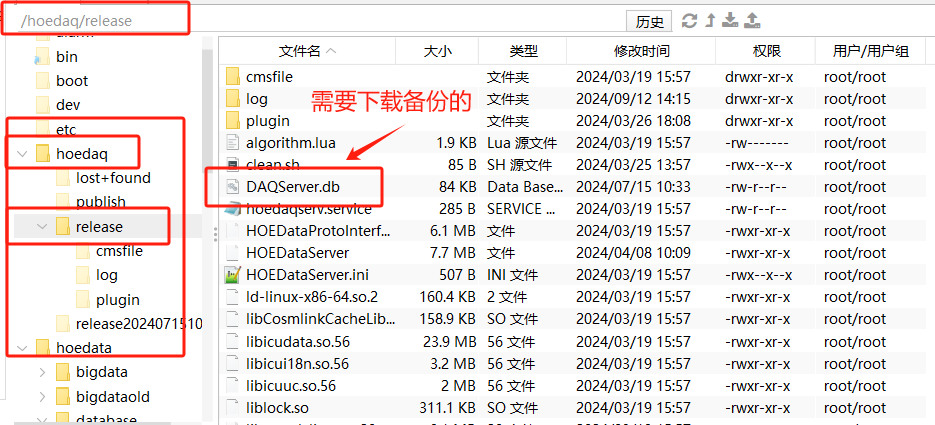 /hoedaq/release
历史
bin
boot
dev
etc
hoedaq
lost+found
publish
release
cmsfile
log
plugin
release2024071510
hoedata
bigdata
bigdataold
database
文件名 大小 类型 修改时间 权限 用户/用户组
cmsfile 文件夹 2024/03/19 15:57 drwxr-xr-x root/root
log 文件夹 2024/09/12 14:15 drwxr-xr-x root/root
plugin 文件夹 2024/03/26 18:08 drwxr-xr-x root/root
algorithm.lua 1.9 KB Lua 源文件 2024/03/19 15:57 -rw------- root/root
clean.sh 85 B SH 源文件 2024/03/25 13:57 -rwx--x--x root/root
DAQServer.db 84 KB Data Base... 2024/07/15 10:33 -rw-r--r-- root/root
hoedaqserv.service 285 B SERVICE ... 2024/03/19 15:57 -rw-r--r-- root/root
HOEDataProtoInterf... 6.1 MB 文件 2024/03/19 15:57 -rwxr-xr-x root/root
HOEDataServer 7.7 MB 文件 2024/04/08 10:09 -rwxr-xr-x root/root
HOEDataServer.ini 507 B INI 文件 2024/03/19 15:57 -rwx--x--x root/root
ld-linux-x86-64.so.2 160.4 KB 2 文件 2024/03/19 15:57 -rwxr-xr-x root/root
libCosmlinkCacheLib... 158.9 KB SO 文件 2024/03/19 15:57 -rwxr-xr-x root/root
libicudata.so.56 23.9 MB 56 文件 2024/03/19 15:57 -rwxr-xr-x root/root
libicui18n.so.56 3.2 MB 56 文件 2024/03/19 15:57 -rwxr-xr-x root/root
libicuuc.so.56 2 MB 56 文件 2024/03/19 15:57 -rwxr-xr-x root/root
liblock.so 311.1 KB SO 文件 2024/03/19 15:57 -rwxr-xr-x root/root
需要下载备份的